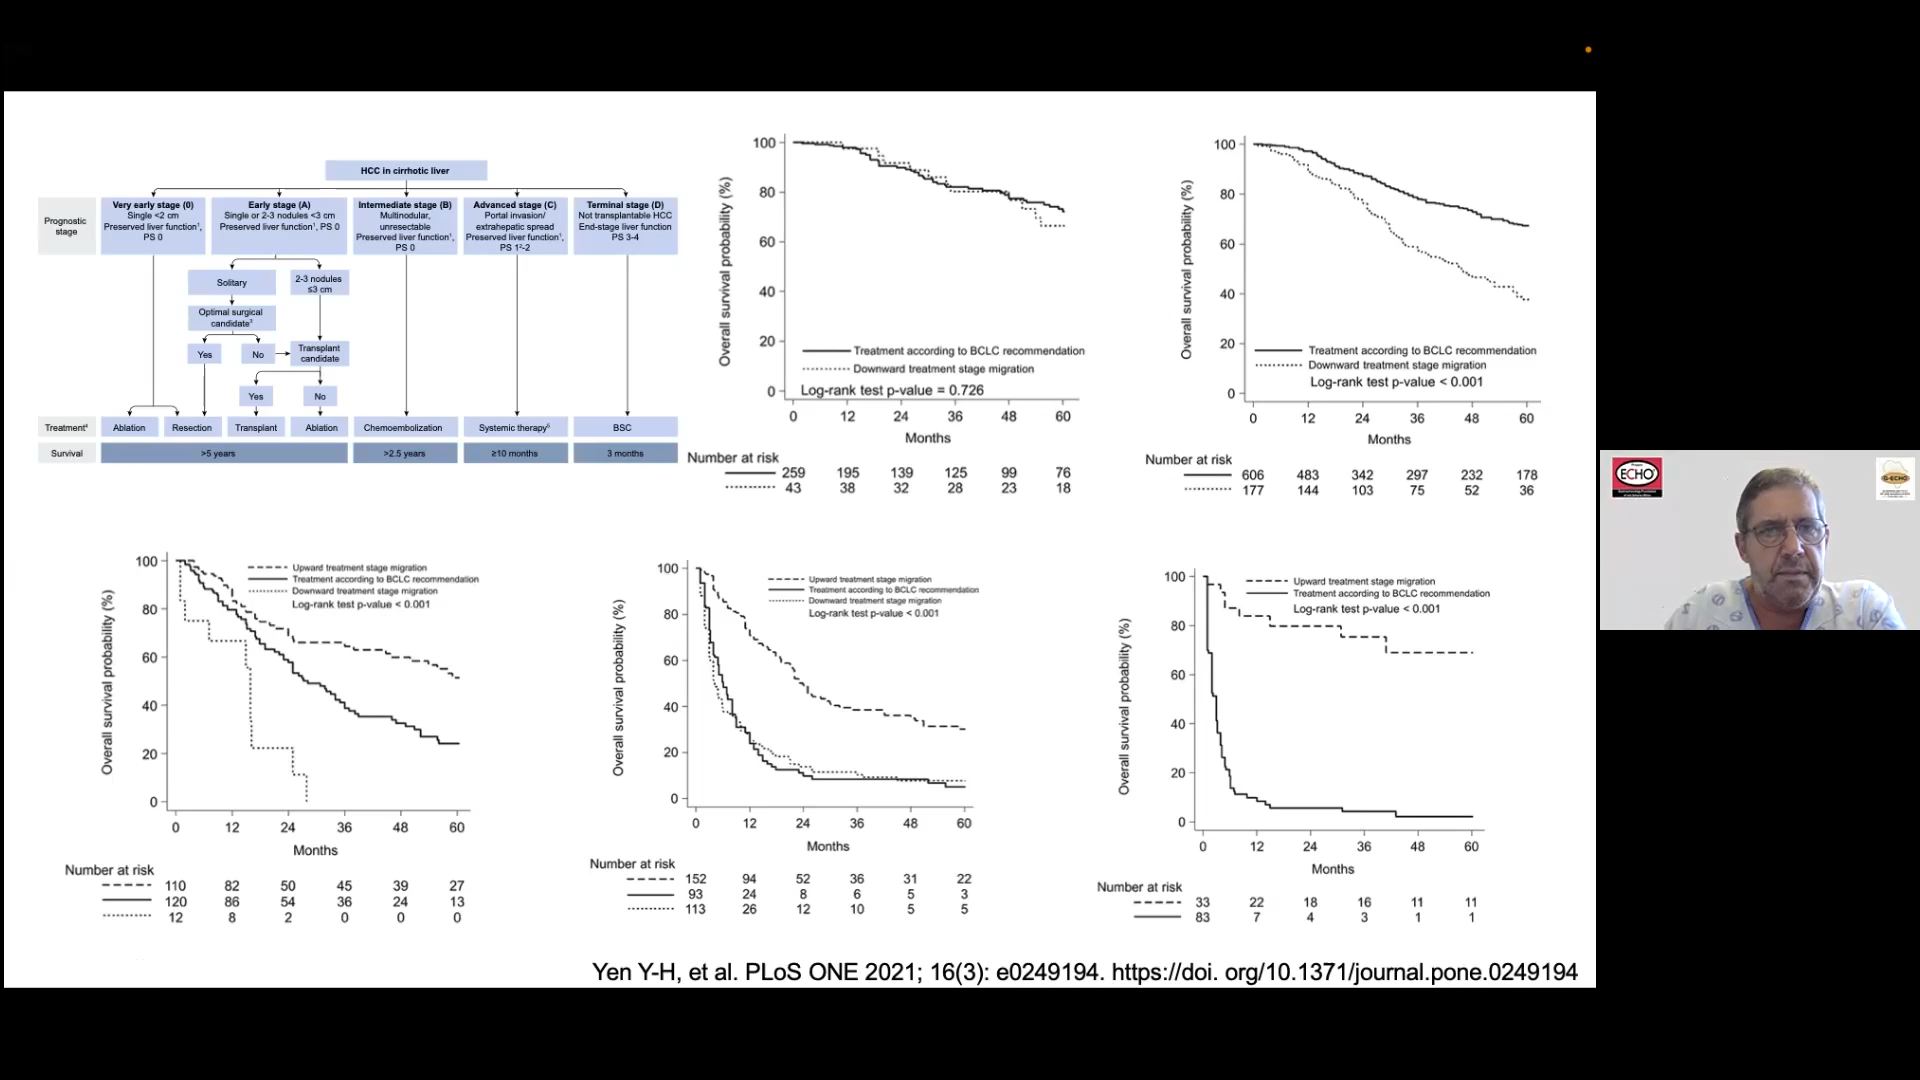 HCC in cirrhotic liver
Prognostic
stage
Very early stage (0)
Single <2 cm
Preserved liver function¹,
PS 0
Early stage (A)
Single or 2-3 nodules <3 cm
Preserved liver function¹, PS 0
Intermediate stage (B)
Multinodular,
unresectable
Preserved liver function¹,
PS 0
Advanced stage (C)
Portal invasion/
extrahepatic spread
Preserved liver function¹,
PS 1²-2
Terminal stage (D)
Not transplantable HCC
End-stage liver function
PS 3-4
Solitary
2-3 nodules
≤3 cm
Optimal surgical
candidate³
Yes
No
Transplant
candidate
Yes
No
Treatment⁴
Ablation
Resection
Transplant
Ablation
Chemoembolization
Systemic therapy⁵
BSC
Survival
>5 years
>2.5 years
≥10 months
3 months
Overall survival probability (%)
100
80
60
40
20
0
Treatment according to BCLC recommendation
Downward treatment stage migration
Log-rank test p-value = 0.726
0 12 24 36 48 60
Months
Number at risk
259 195 139 125 99 76
43 38 32 28 23 18
Overall survival probability (%)
100
80
60
40
20
0
Treatment according to BCLC recommendation
Downward treatment stage migration
Log-rank test p-value < 0.001
0 12 24 36 48 60
Months
Number at risk
606 483 342 297 232 178
177 144 103 75 52 36
Overall survival probability (%)
100
80
60
40
20
0
Upward treatment stage migration
Treatment according to BCLC recommendation
Downward treatment stage migration
Log-rank test p-value < 0.001
0 12 24 36 48 60
Months
Number at risk
110 82 50 45 39 27
120 86 54 36 24 13
12 8 2 0 0 0
Overall survival probability (%)
100
80
60
40
20
0
Upward treatment stage migration
Treatment according to BCLC recommendation
Downward treatment stage migration
Log-rank test p-value < 0.001
0 12 24 36 48 60
Months
Number at risk
152 94 52 36 31 22
93 24 8 6 5 3
113 26 12 10 5 5
Overall survival probability (%)
100
80
60
40
20
0
Upward treatment stage migration
Treatment according to BCLC recommendation
Log-rank test p-value < 0.001
0 12 24 36 48 60
Months
Number at risk
33 22 18 16 11 11
83 7 4 3 1 1
Yen Y-H, et al. PLoS ONE 2021; 16(3): e0249194. https://doi. org/10.1371/journal.pone.0249194
ECHO
G-ECHO